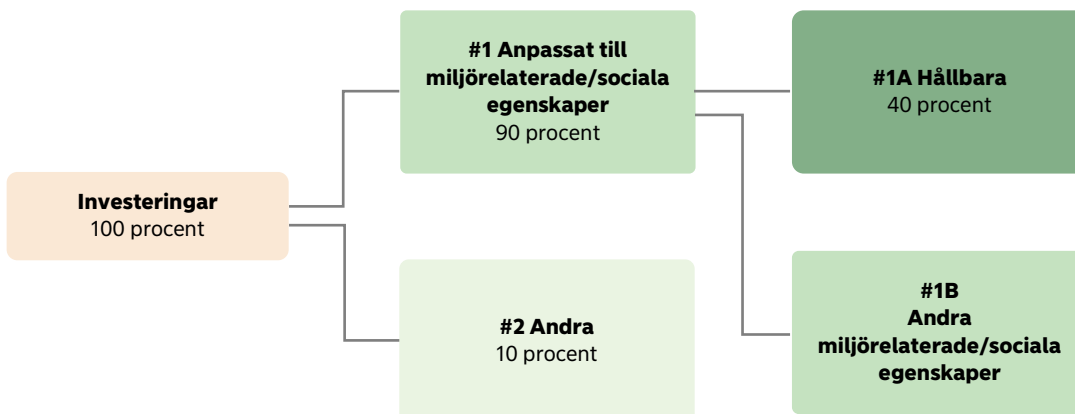 #1 Anpassat till
miljörelaterade/sociala
egenskaper
90 procent
#1A Hållbara
40 procent
Investeringar
100 procent
#2 Andra
10 procent
#1B
Andra
miljörelaterade/sociala
egenskaper